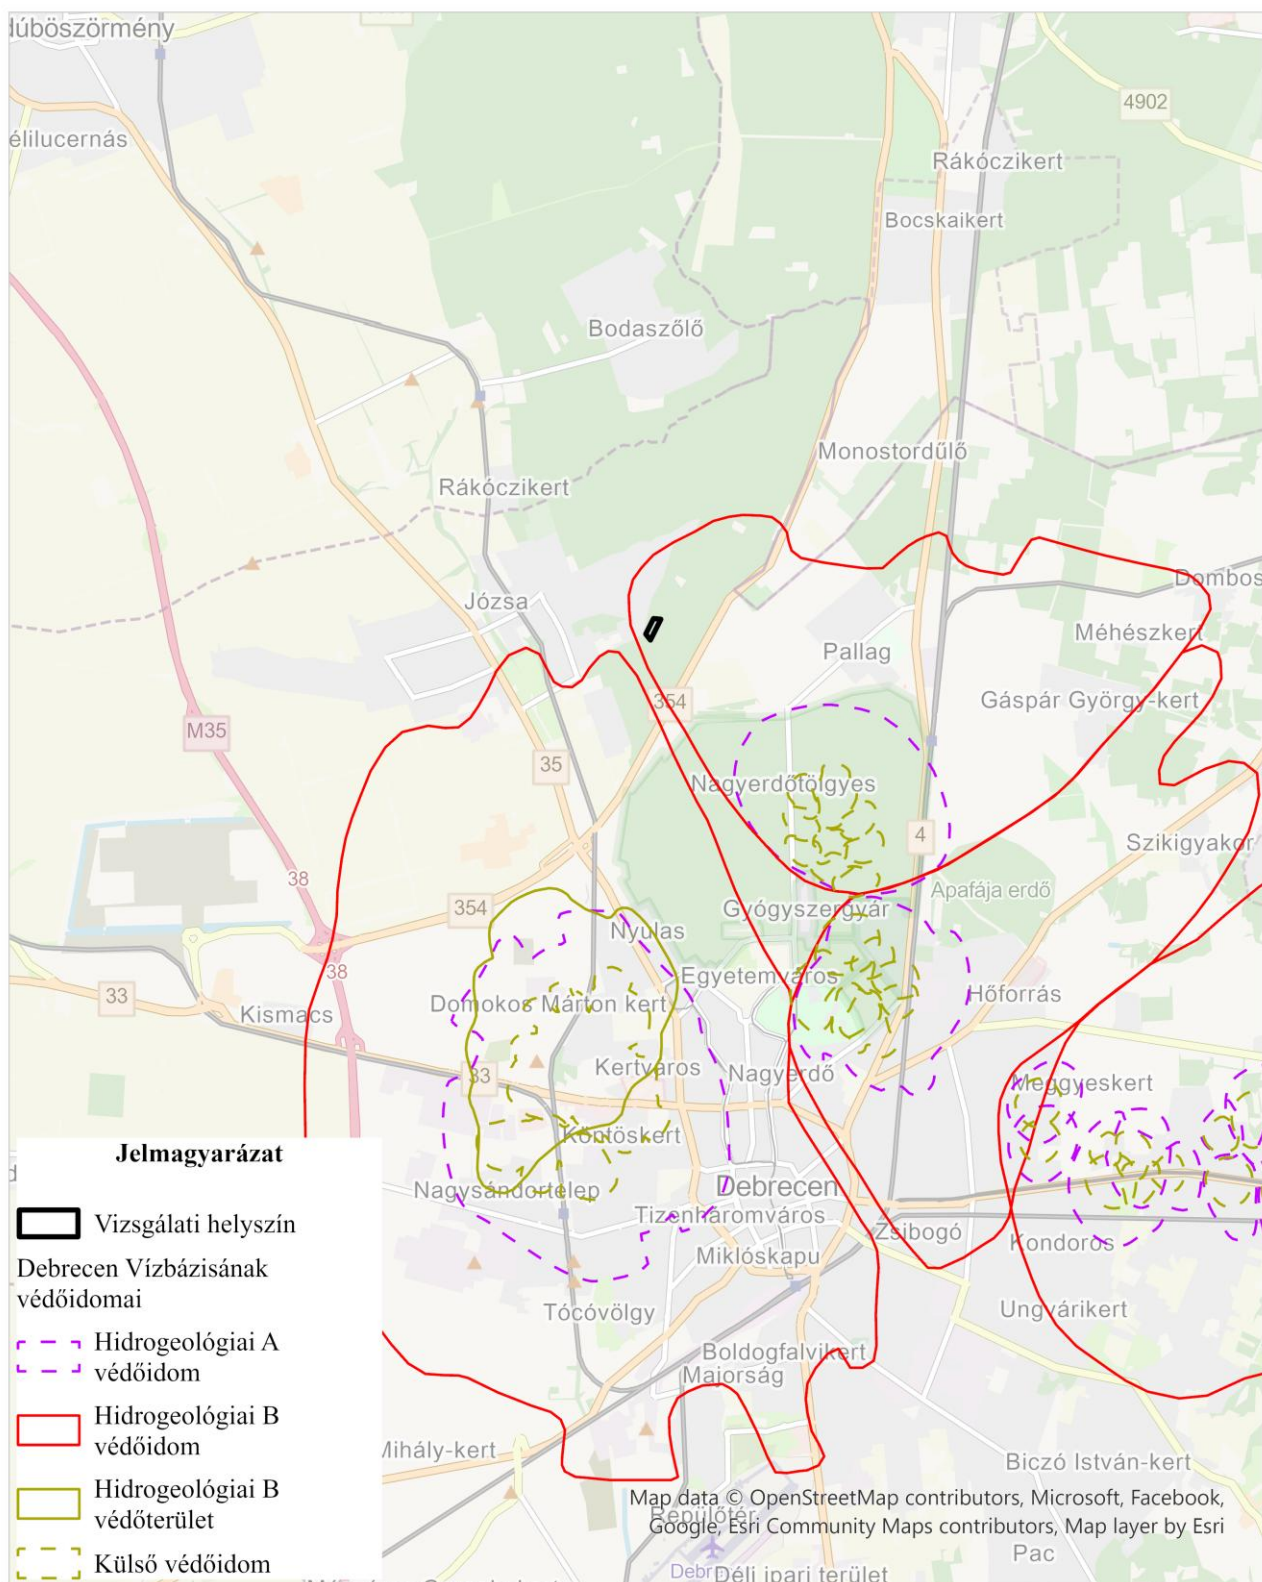 dúböszörmény
élilucernás
4902
Rákóczikert
Bocskaikert
Bodaszőlő
Monostordűlő
Rákóczikert
Dombos
Józsa
Méhészkert
Pallag
354
Gáspár György-kert
M35
35
Nagyerdőtölgyes
4
Szikigyakor
38
Apafája erdő
354
Gyógyszergyár
Nyulas
38
Egyetemváros
33
Domokos Márton kert
Hőforrás
Kismacs
33
Kertváros
Nagyerdő
Meggyeskert
Köntöskert
Nagysándortelep
Debrecen
Tizenháromváros
Zsibogó
Miklóskapu
Kondoros
Tócóvölgy
Ungvárikert
Boldogfalvikert
Majorság
Mihály-kert
Biczó István-kert
Jelmagyarázat
Vizsgálati helyszín
Debrecen Vízbázisának
védőidomai
Hidrogeológiai A
védőidom
Hidrogeológiai B
védőidom
Hidrogeológiai B
védőterület
Külső védőidom
Map data © OpenStreetMap contributors, Microsoft, Facebook,
Repülőtér
Google, Esri Community Maps contributors, Map layer by Esri
Pac
Debre
Déli ipari terület